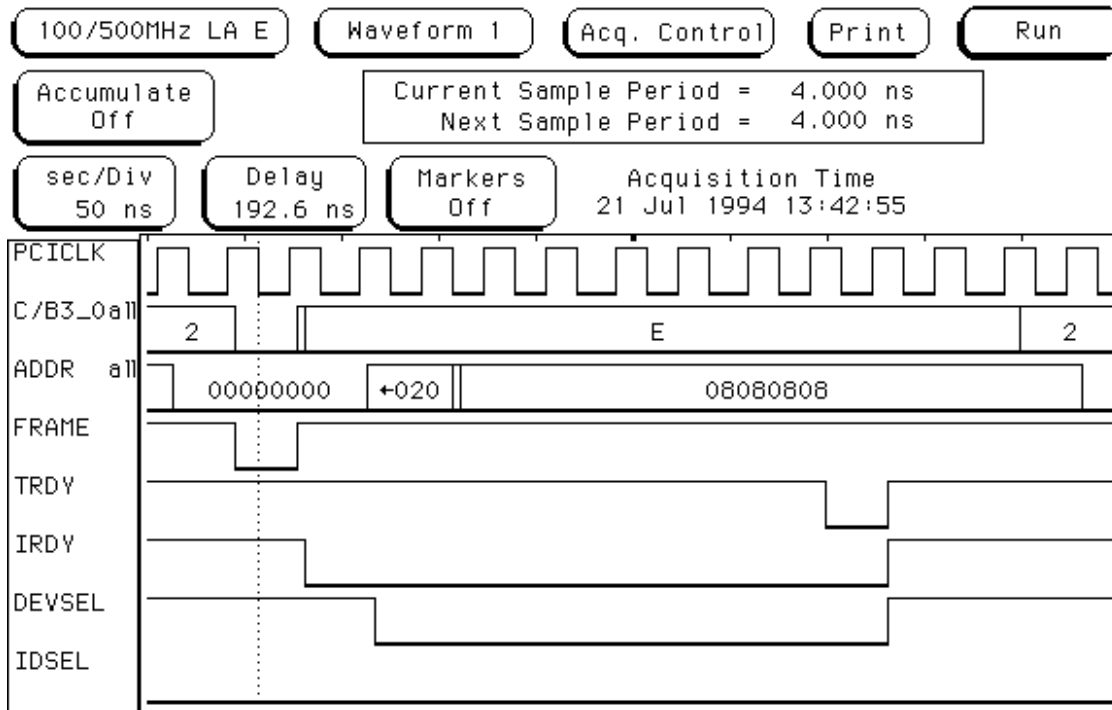 100/500MHz LA E Waveform 1 Acq. Control Print Run
Accumulate
Off
Current Sample Period = 4.000 ns
Next Sample Period = 4.000 ns
sec/Div
50 ns
Delay
192.6 ns
Markers
Off
Acquisition Time
21 Jul 1994 13:42:55
PCICLK
C/B3_0all 2 E 2
ADDR all 00000000 ←020 08080808
FRAME
TRDY
IRDY
DEVSEL
IDSEL